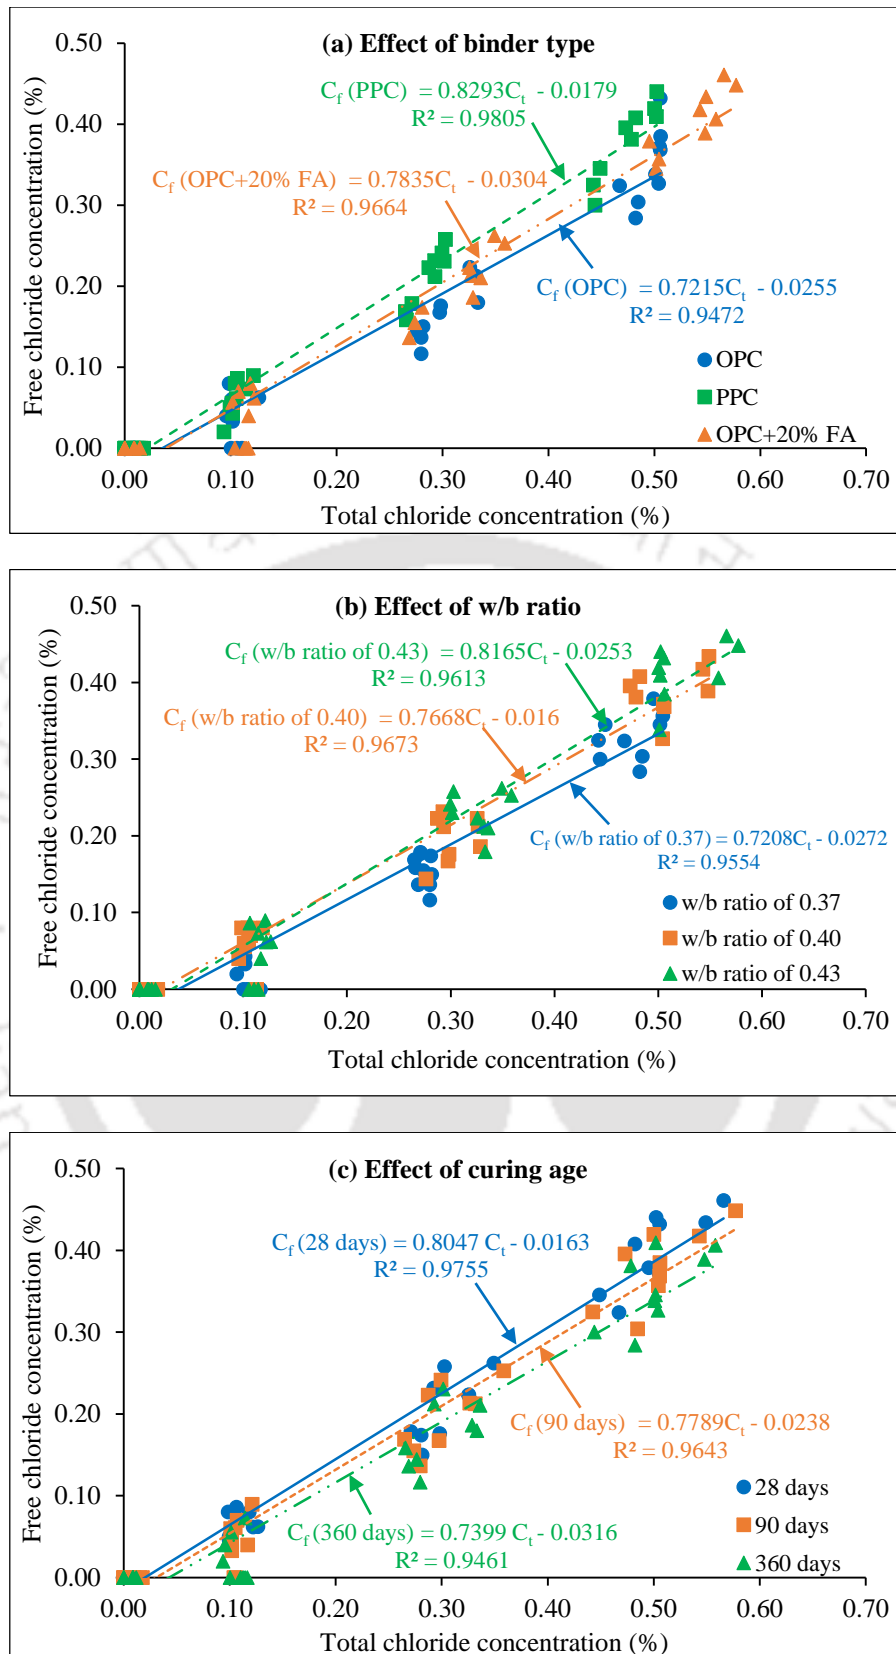 (a) Effect of binder type
Free chloride concentration (%)
0.50
0.40
0.30
0.20
0.10
0.00
C_f (PPC) = 0.8293C_t - 0.0179
R² = 0.9805
C_f (OPC+20% FA) = 0.7835C_t - 0.0304
R² = 0.9664
C_f (OPC) = 0.7215C_t - 0.0255
R² = 0.9472
OPC
PPC
OPC+20% FA
0.00 0.10 0.20 0.30 0.40 0.50 0.60 0.70
Total chloride concentration (%)
(b) Effect of w/b ratio
Free chloride concentration (%)
0.50
0.40
0.30
0.20
0.10
0.00
C_f (w/b ratio of 0.43) = 0.8165C_t - 0.0253
R² = 0.9613
C_f (w/b ratio of 0.40) = 0.7668C_t - 0.016
R² = 0.9673
C_f (w/b ratio of 0.37) = 0.7208C_t - 0.0272
R² = 0.9554
w/b ratio of 0.37
w/b ratio of 0.40
w/b ratio of 0.43
0.00 0.10 0.20 0.30 0.40 0.50 0.60 0.70
Total chloride concentration (%)
(c) Effect of curing age
Free chloride concentration (%)
0.50
0.40
0.30
0.20
0.10
0.00
C_f (28 days) = 0.8047 C_t - 0.0163
R² = 0.9755
C_f (90 days) = 0.7789C_t - 0.0238
R² = 0.9643
C_f (360 days) = 0.7399 C_t - 0.0316
R² = 0.9461
28 days
90 days
360 days
0.00 0.10 0.20 0.30 0.40 0.50 0.60 0.70
Total chloride concentration (%)